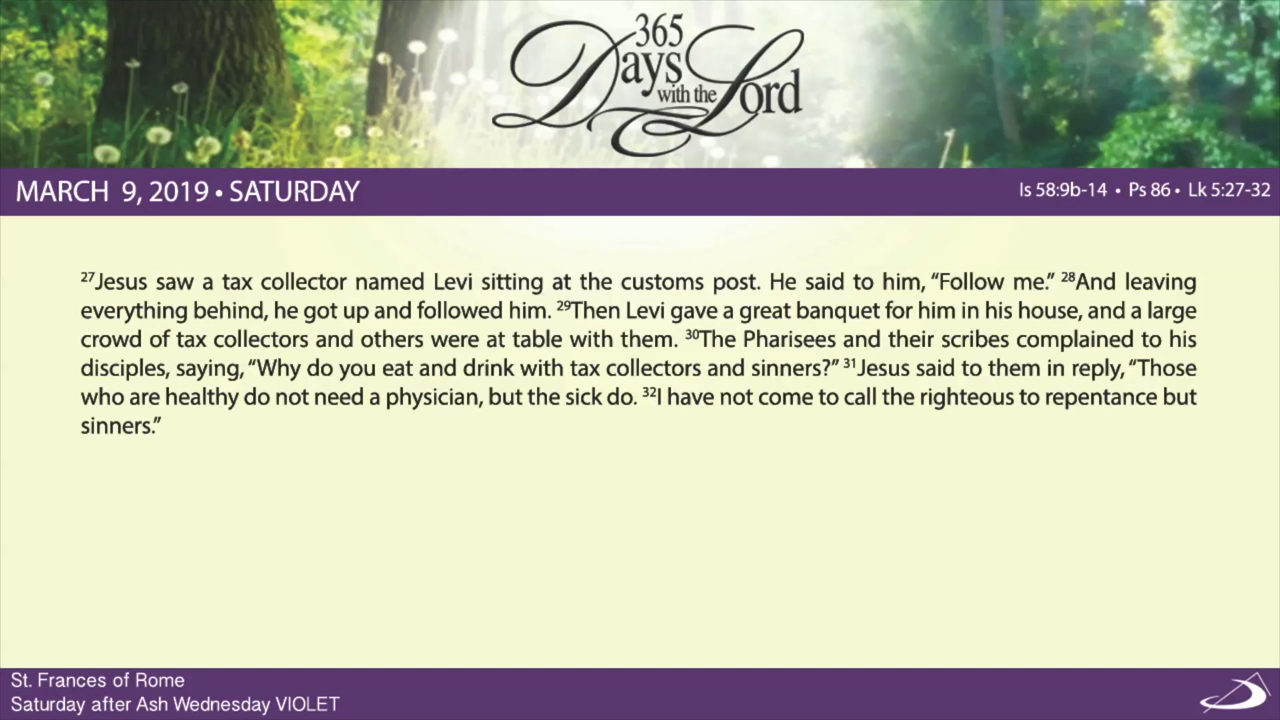 365
Days
with the
Lord
MARCH 9, 2019 • SATURDAY
Is 58:9b-14 • Ps 86 • Lk 5:27-32
27Jesus saw a tax collector named Levi sitting at the customs post. He said to him, “Follow me.” 28And leaving
everything behind, he got up and followed him. 29Then Levi gave a great banquet for him in his house, and a large
crowd of tax collectors and others were at table with them. 30The Pharisees and their scribes complained to his
disciples, saying, “Why do you eat and drink with tax collectors and sinners?” 31Jesus said to them in reply, “Those
who are healthy do not need a physician, but the sick do. 32I have not come to call the righteous to repentance but
sinners.”
St. Frances of Rome
Saturday after Ash Wednesday VIOLET